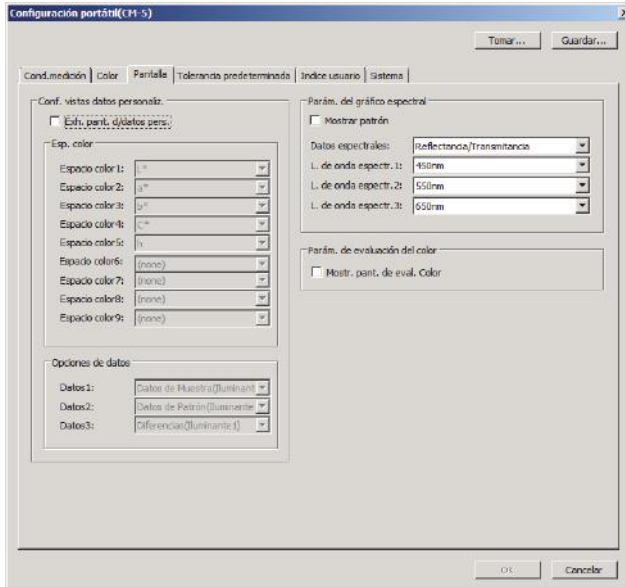 Configuración portátil(CM-5)
Tomar... Guardar...
Cond.medición Color Pantalla Tolerancia predeterminada Indice usuario Sistema
Conf. vistas datos personaliz.
Exh. pant. d/datos pers.
Esp. color
Espacio color1: L*
Espacio color2: a*
Espacio color3: b*
Espacio color4: C*
Espacio color5: h
Espacio color6: (none)
Espacio color7: (none)
Espacio color8: (none)
Espacio color9: (none)
Opciones de datos
Datos1: Datos de Muestra(Iluminant
Datos2: Datos de Patrón(Iluminante
Datos3: Diferencias(Iluminante1)
Parám. del gráfico espectral
Mostrar patrón
Datos espectrales: Reflectancia/Transmitancia
L. de onda espectr.1: 450nm
L. de onda espectr.2: 550nm
L. de onda espectr.3: 650nm
Parám. de evaluación del color
Mostr. pant. de eval. Color
OK Cancelar